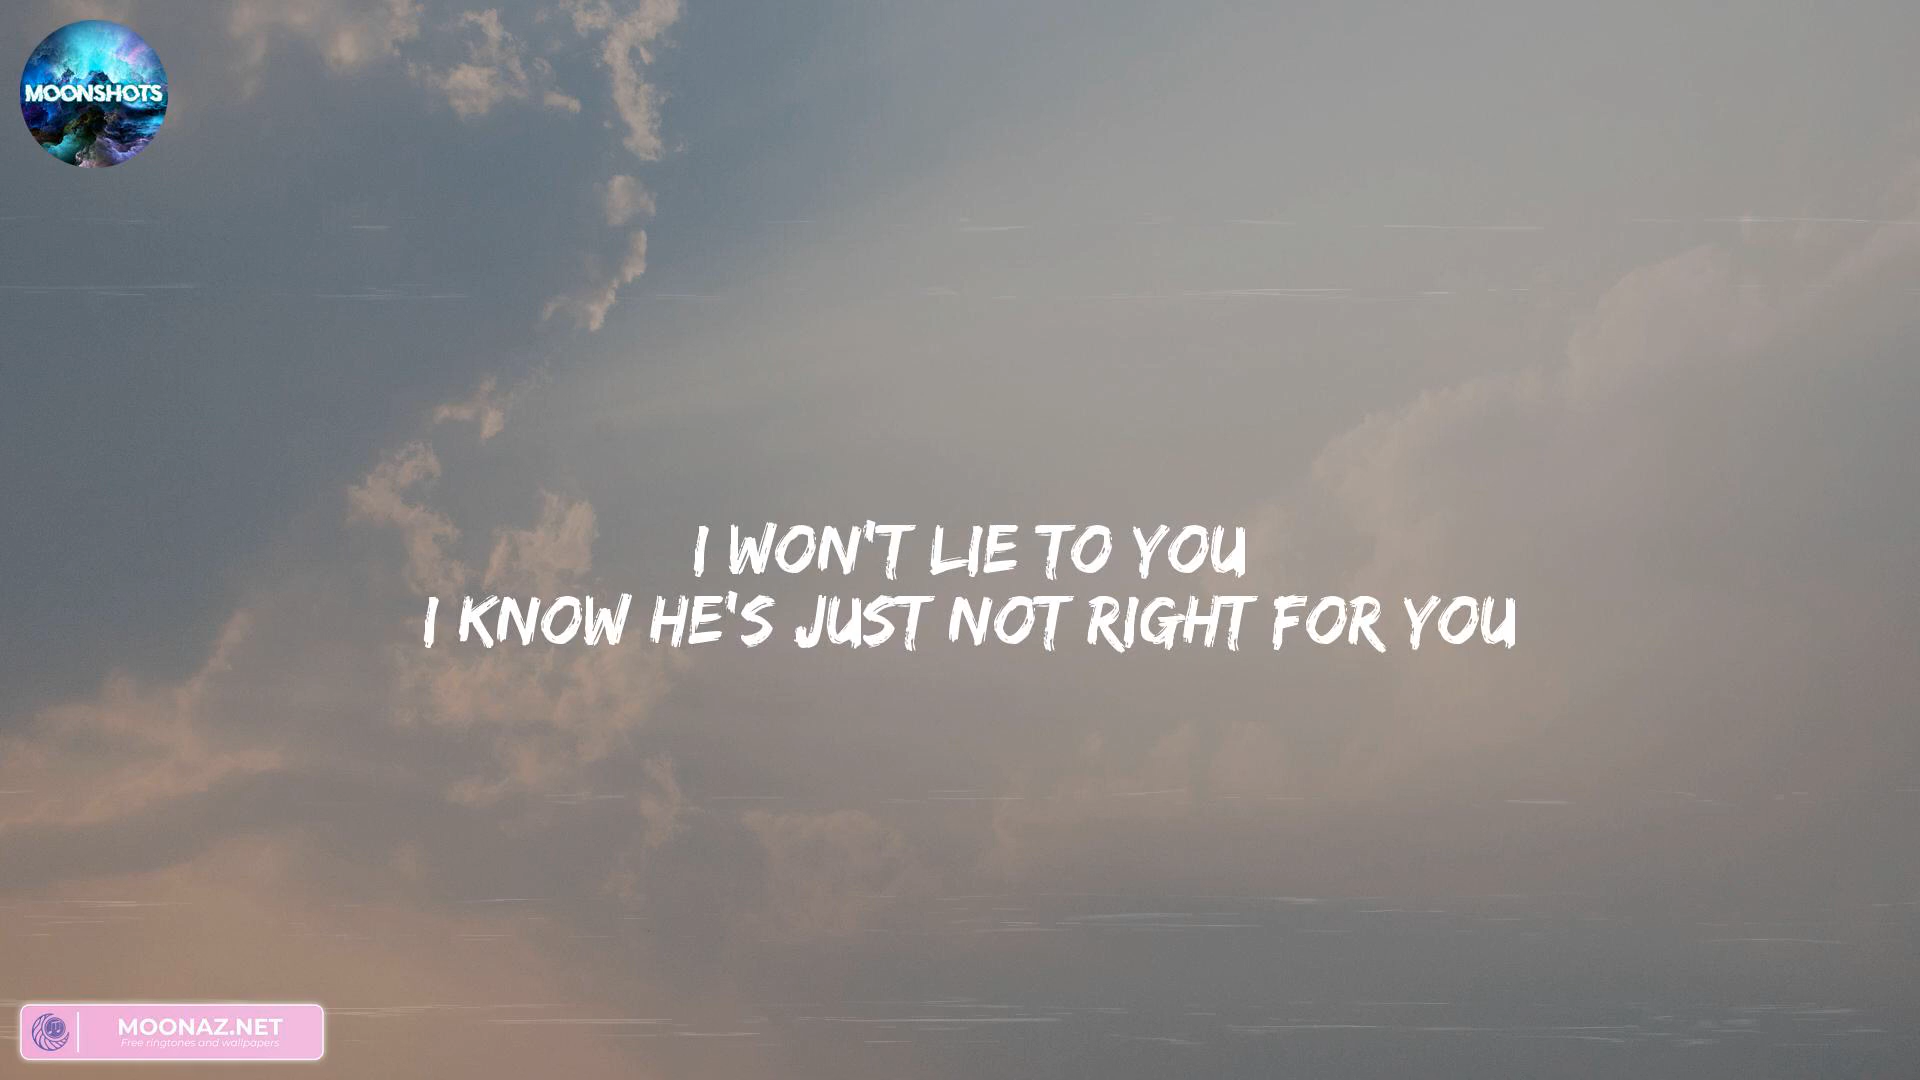 MOONSHOTS
I WON'T LIE TO YOU
I KNOW HE'S JUST NOT RIGHT FOR YOU
MOONAZ.NET
Free ringtones and wallpapers